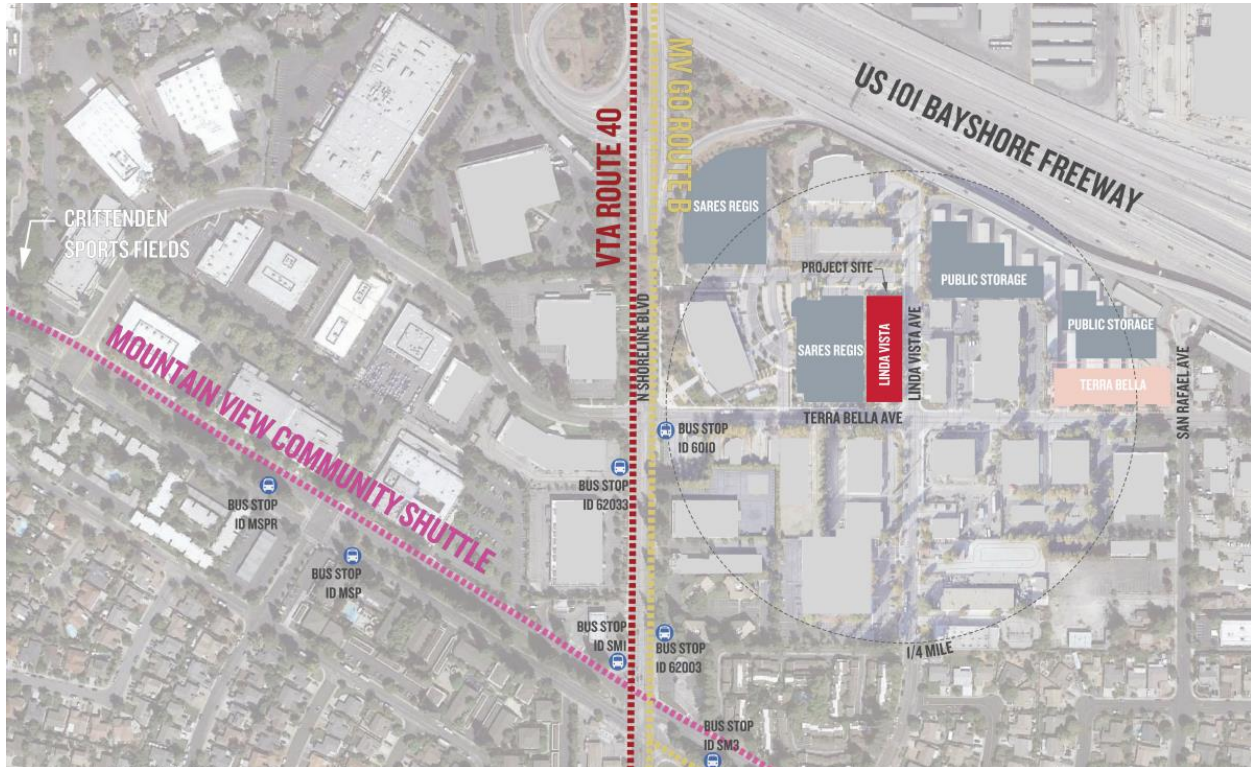 US 101 BAYSHORE FREEWAY
VTA ROUTE 40
MV GO ROUTE B
SARES REGIS
CRITTENDEN
SPORTS FIELDS
PROJECT SITE
PUBLIC STORAGE
PUBLIC STORAGE
SARES REGIS
LINDA VISTA
LINDA VISTA AVE
N SHORELINE BLVD
TERRA BELLA
SAN RAFAEL AVE
TERRA BELLA AVE
MOUNTAIN VIEW COMMUNITY SHUTTLE
BUS STOP
ID 6010
BUS STOP
ID 62033
BUS STOP
ID MSPR
BUS STOP
ID MSP
BUS STOP
ID SM1
BUS STOP
ID 62003
1/4 MILE
BUS STOP
ID SM3